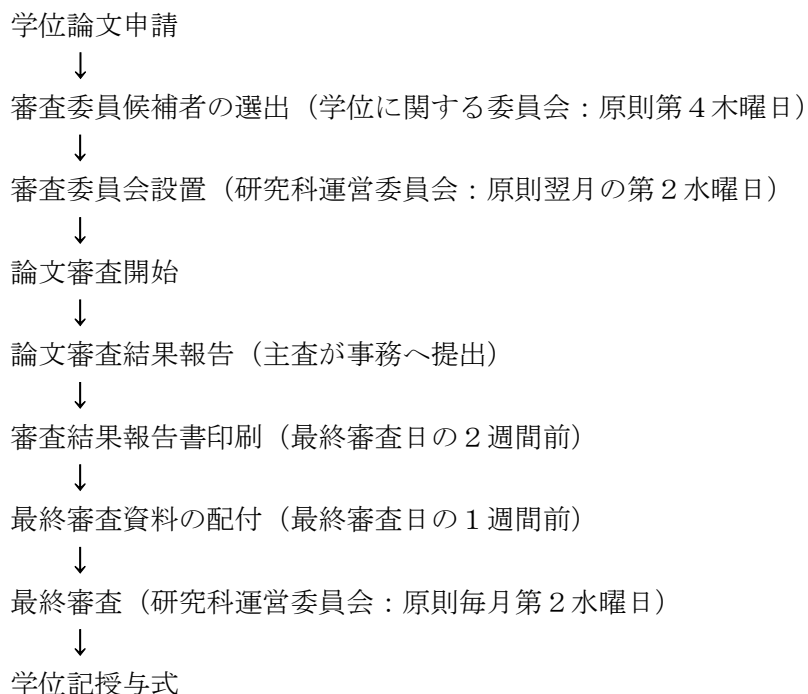 学位論文申請
↓
審査委員候補者の選出（学位に関する委員会：原則第４木曜日）
↓
審査委員会設置（研究科運営委員会：原則翌月の第２水曜日）
↓
論文審査開始
↓
論文審査結果報告（主査が事務へ提出）
↓
審査結果報告書印刷（最終審査日の２週間前）
↓
最終審査資料の配付（最終審査日の１週間前）
↓
最終審査（研究科運営委員会：原則毎月第２水曜日）
↓
学位記授与式